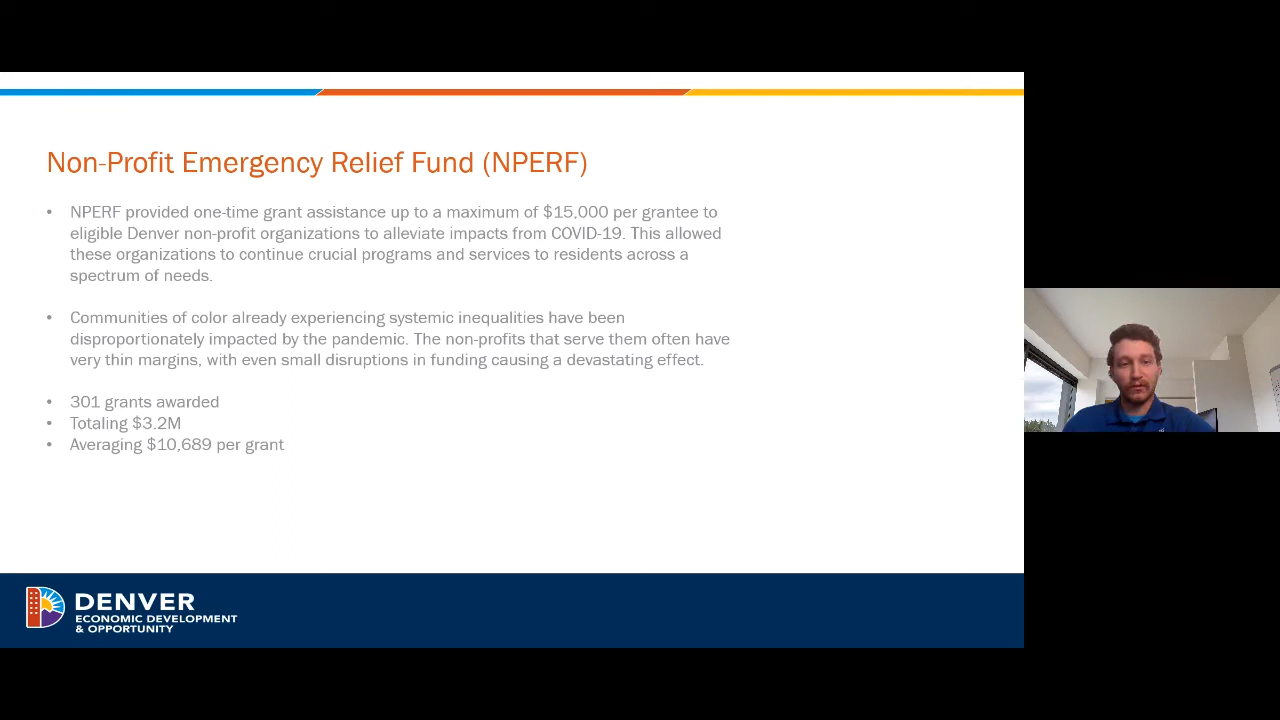 Non-Profit Emergency Relief Fund (NPERF)
• NPERF provided one-time grant assistance up to a maximum of $15,000 per grantee to
eligible Denver non-profit organizations to alleviate impacts from COVID-19. This allowed
these organizations to continue crucial programs and services to residents across a
spectrum of needs.
• Communities of color already experiencing systemic inequalities have been
disproportionately impacted by the pandemic. The non-profits that serve them often have
very thin margins, with even small disruptions in funding causing a devastating effect.
• 301 grants awarded
• Totaling $3.2M
• Averaging $10,689 per grant
DENVER
ECONOMIC DEVELOPMENT
& OPPORTUNITY